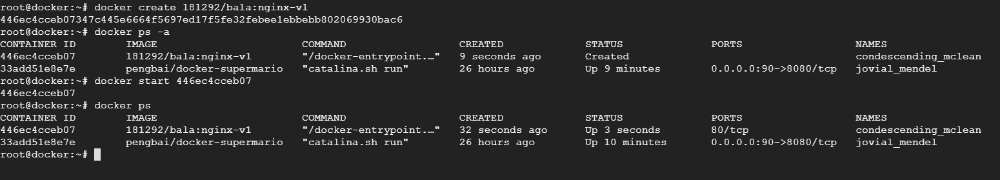 root@docker:~# docker create 181292/bala:nginx-v1
446ec4cceb07347c445e6664f5697ed17f5fe32febee1ebbebb802069930bac6
root@docker:~# docker ps -a
CONTAINER ID        IMAGE                       COMMAND                  CREATED             STATUS              PORTS                  NAMES
446ec4cceb07        181292/bala:nginx-v1        "/docker-entrypoint.…"   9 seconds ago       Created                                    condescending_mclean
33add51e8e7e        pengbai/docker-supermario   "catalina.sh run"        26 hours ago        Up 9 minutes        0.0.0.0:90->8080/tcp   jovial_mendel
root@docker:~# docker start 446ec4cceb07
446ec4cceb07
root@docker:~# docker ps
CONTAINER ID        IMAGE                       COMMAND                  CREATED             STATUS              PORTS                  NAMES
446ec4cceb07        181292/bala:nginx-v1        "/docker-entrypoint.…"   32 seconds ago      Up 3 seconds        80/tcp                 condescending_mclean
33add51e8e7e        pengbai/docker-supermario   "catalina.sh run"        26 hours ago        Up 10 minutes       0.0.0.0:90->8080/tcp   jovial_mendel
root@docker:~#